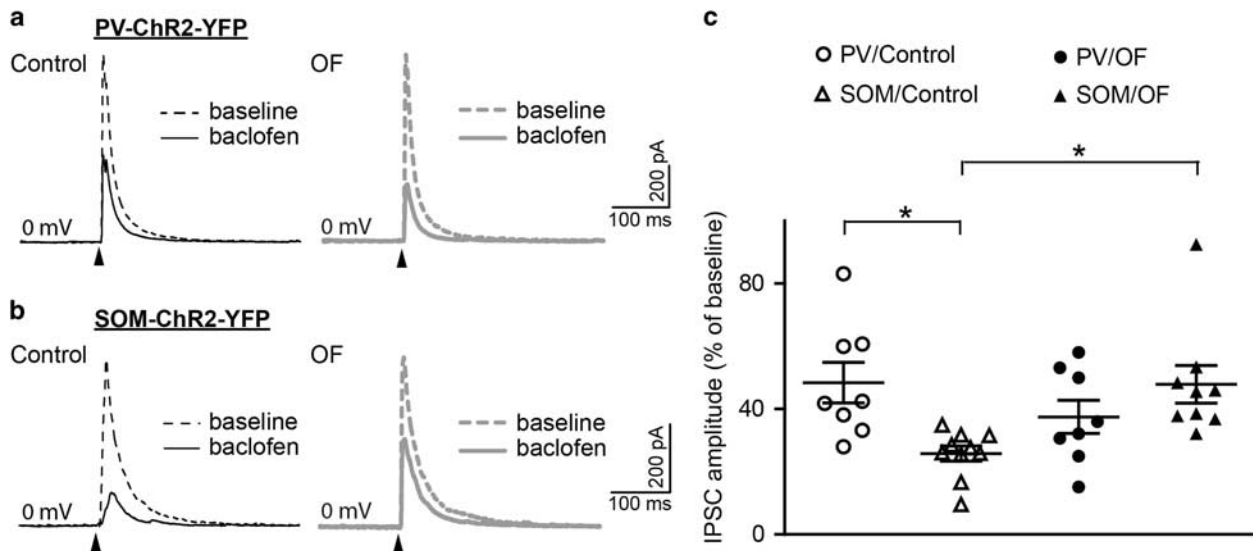 a
PV-ChR2-YFP
Control
baseline
baclofen
0 mV
OF
baseline
baclofen
0 mV
200 pA
100 ms
b
SOM-ChR2-YFP
Control
baseline
baclofen
0 mV
OF
baseline
baclofen
0 mV
200 pA
100 ms
c
PV/Control
PV/OF
SOM/Control
SOM/OF
*
*
IPSC amplitude (% of baseline)
80
40
0